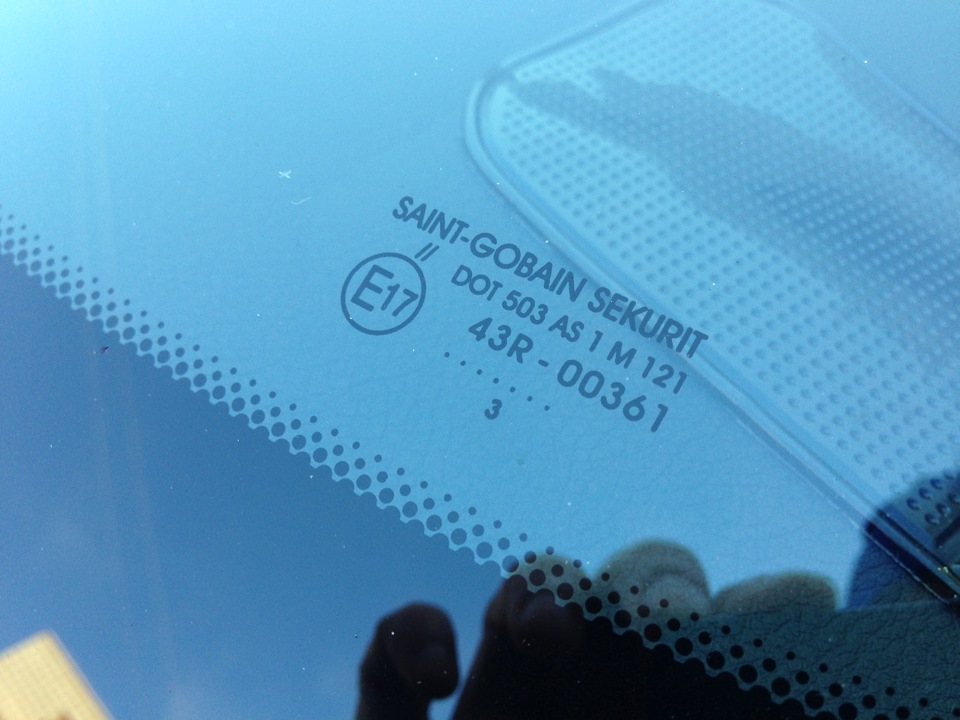 SAINT-GOBAIN SEKURIT
//
E17
DOT 503 AS 1 M 121
43R - 00361
. . . . . . .
3